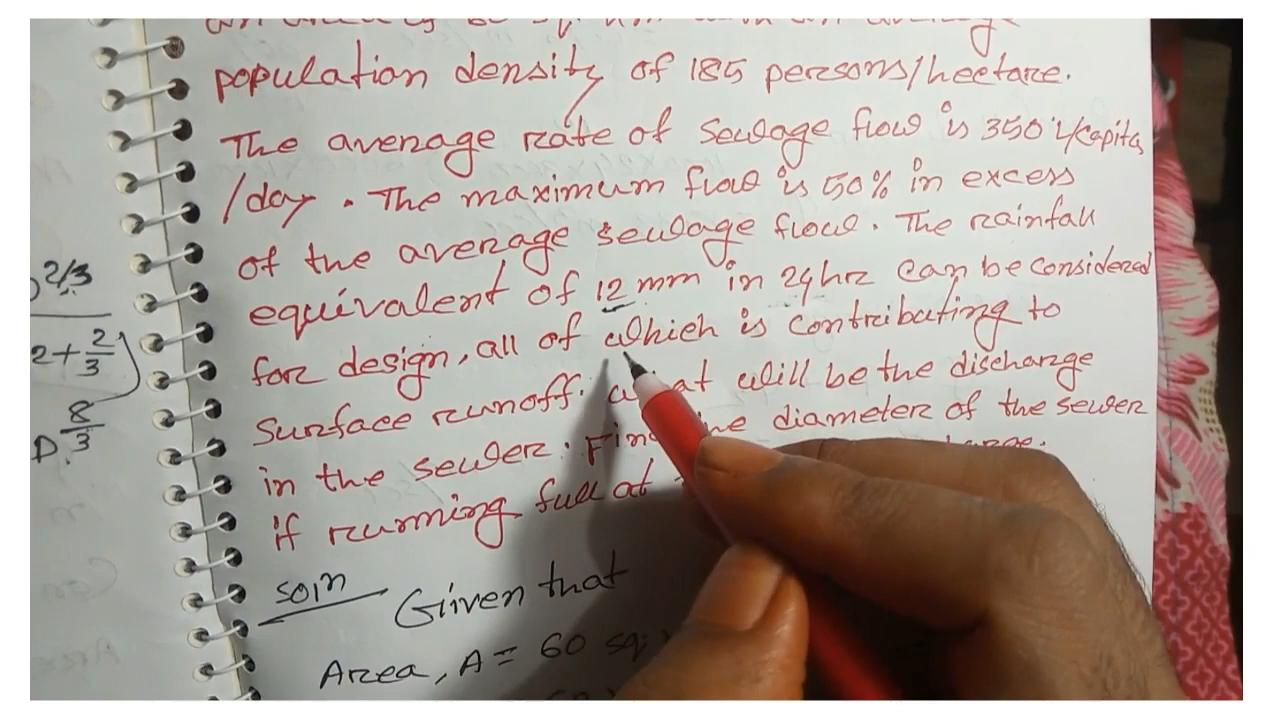 population density of 185 persons/hectare.
The average rate of sewage flow is 350 L/capita
/day. The maximum flow is 50% in excess
of the average sewage flow. The rainfall
equivalent of 12 mm in 24 hr can be considered
for design, all of which is contributing to
surface runoff. will be the discharge
in the sewer. diameter of the sewer
if running full at
2/3
2 + 2/3
D 8/3
Soln Given that
Area, A = 60 sq.